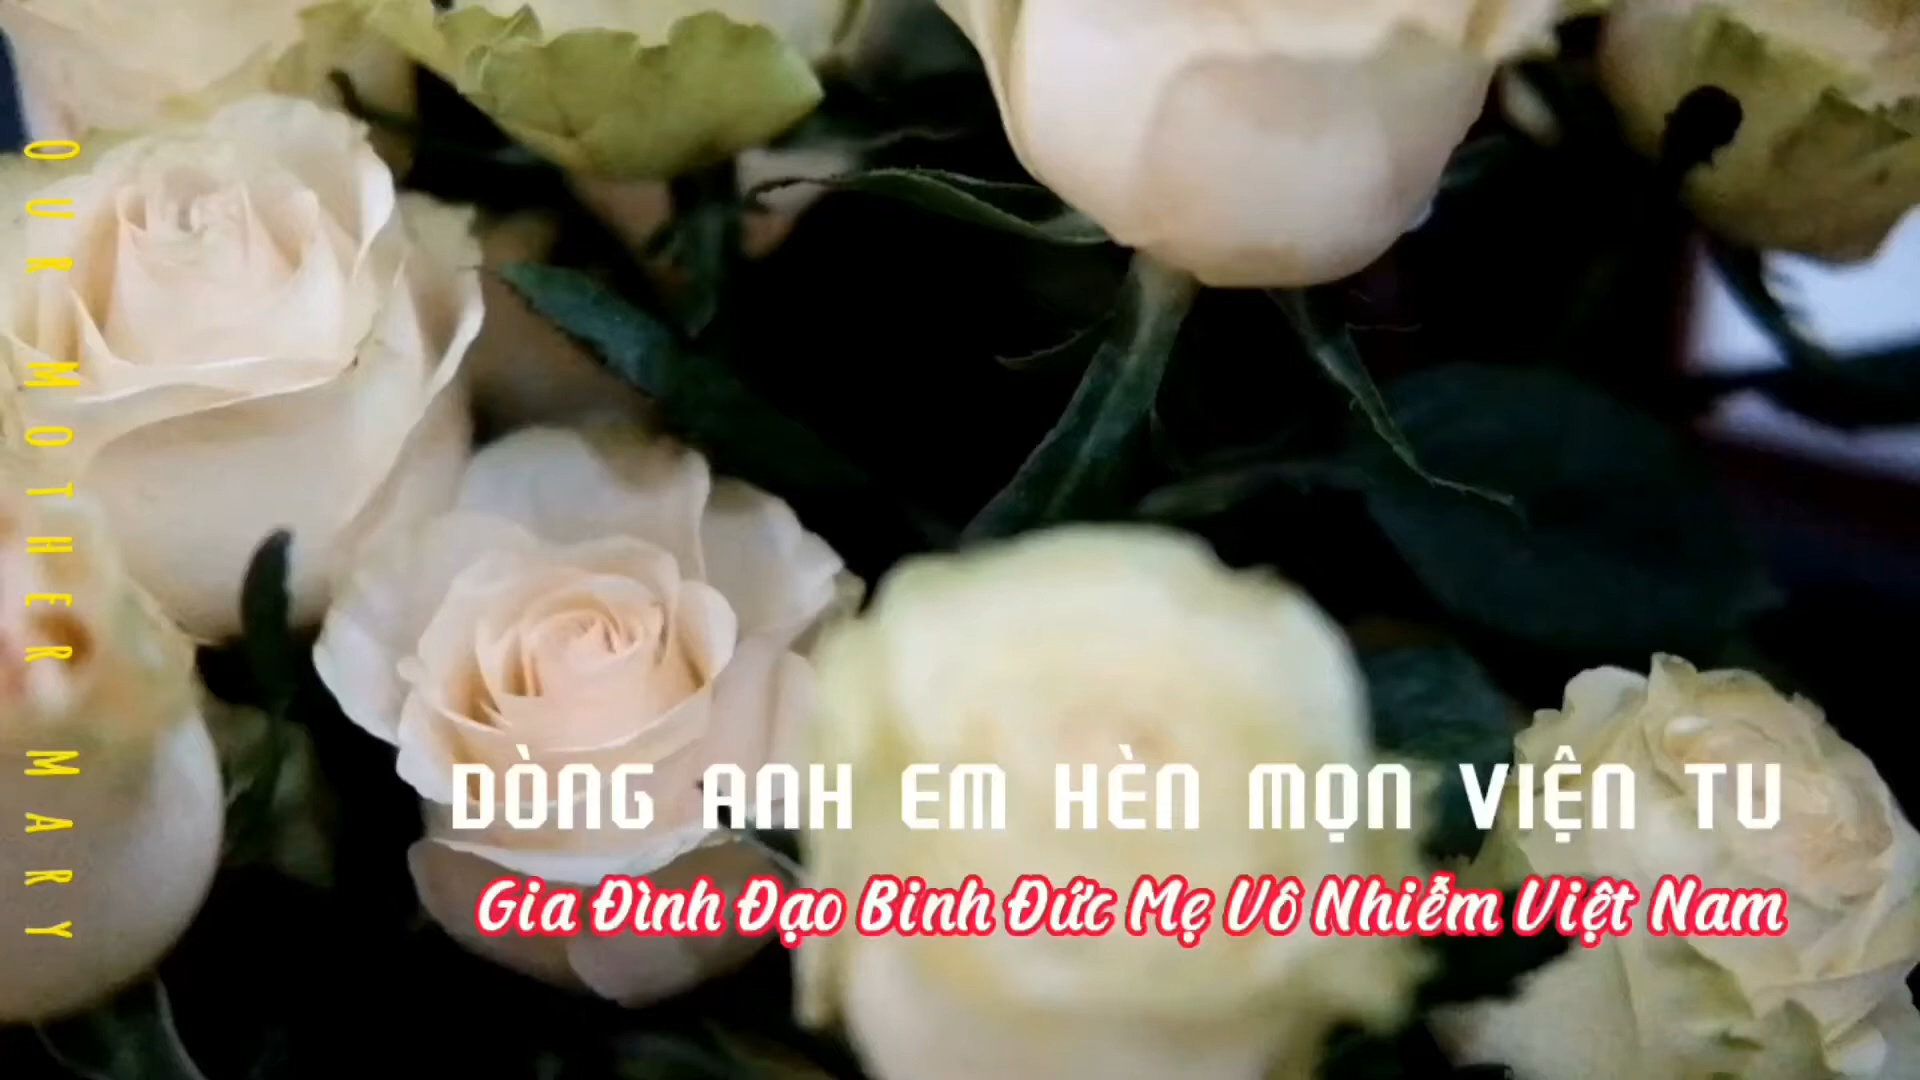 OUR MOTHER MARY
DÒNG ANH EM HÈN MỌN VIỆN TU
Gia Đình Đạo Binh Đức Mẹ Vô Nhiễm Việt Nam